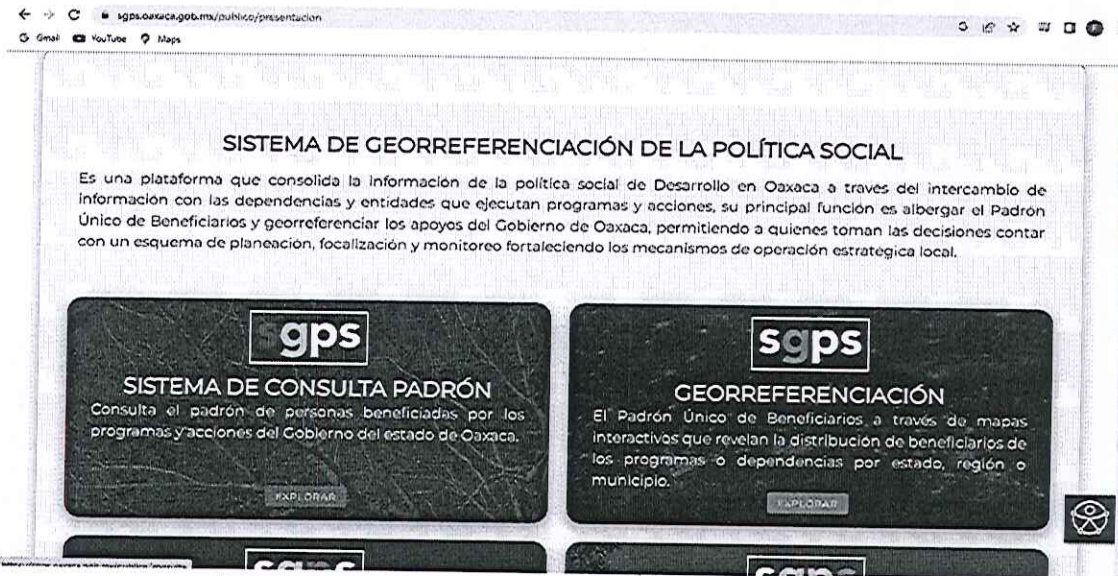 sgps.oaxaca.gob.mx/publico/presentacion
Gmail YouTube Maps
SISTEMA DE GEORREFERENCIACIÓN DE LA POLÍTICA SOCIAL
Es una plataforma que consolida la información de la política social de Desarrollo en Oaxaca a través del intercambio de
información con las dependencias y entidades que ejecutan programas y acciones, su principal función es albergar el Padrón
Único de Beneficiarios y georreferenciar los apoyos del Gobierno de Oaxaca, permitiendo a quienes toman las decisiones contar
con un esquema de planeación, focalización y monitoreo fortaleciendo los mecanismos de operación estratégica local.
sgps
SISTEMA DE CONSULTA PADRÓN
Consulta el padrón de personas beneficiadas por los
programas y acciones del Gobierno del estado de Oaxaca.
EXPLORAR
sgps
GEORREFERENCIACIÓN
El Padrón Único de Beneficiarios a través de mapas
interactivos que revelan la distribución de beneficiarios de
los programas o dependencias por estado, región o
municipio.
EXPLORAR
sgps
sgps